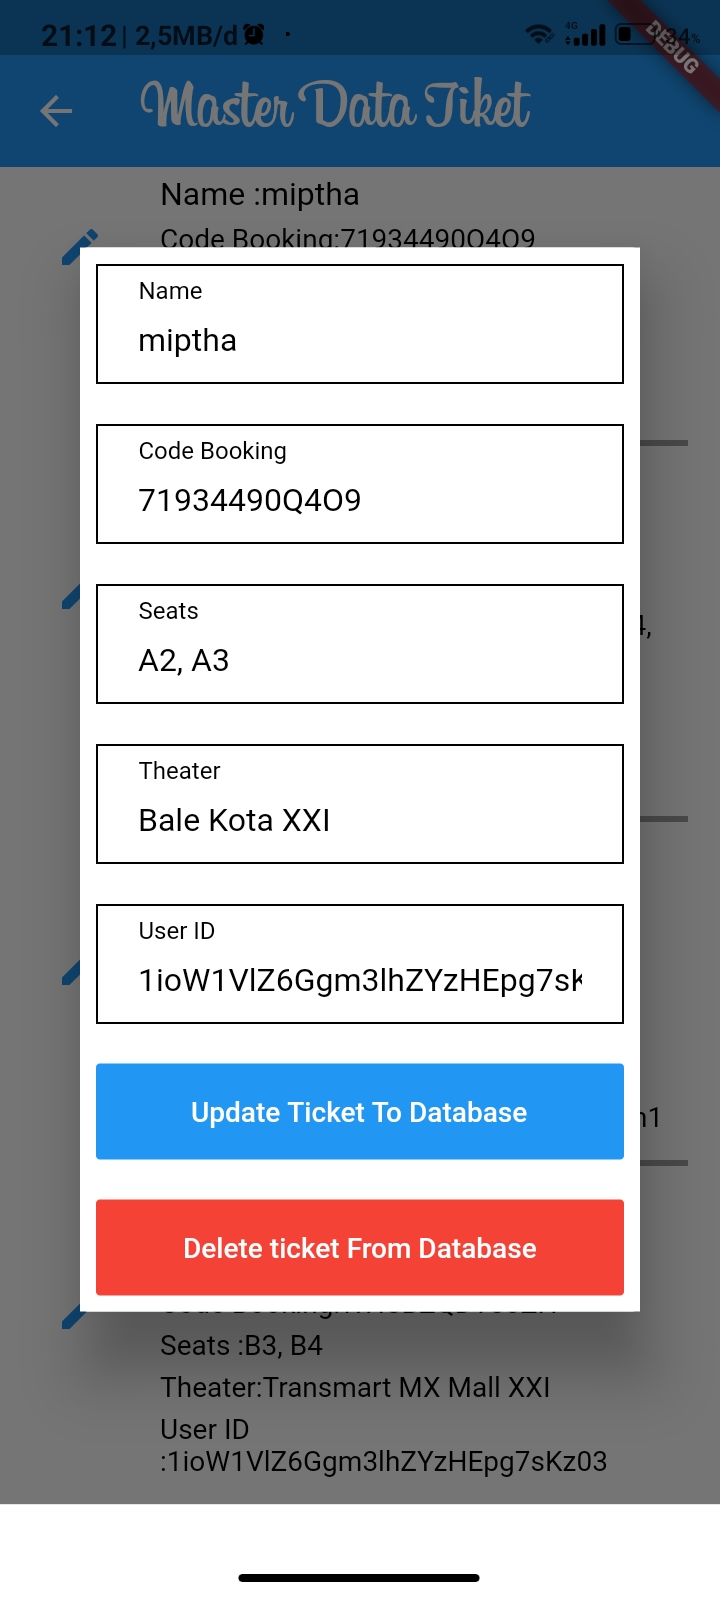 21:12 | 2,5MB/d
4G
34%
DEBUG
Master Data Tiket
Name :miptha
Code Booking:71934490Q4O9
Name
miptha
Code Booking
71934490Q4O9
Seats
A2, A3
4,
Theater
Bale Kota XXI
User ID
1ioW1VlZ6Ggm3lhZYzHEpg7sK
Update Ticket To Database
Delete ticket From Database
Seats :B3, B4
Theater:Transmart MX Mall XXI
User ID
:1ioW1VlZ6Ggm3lhZYzHEpg7sKz03